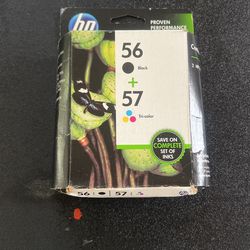 hp
PROVEN
PERFORMANCE
56
Black
+
57
Tri-color
SAVE ON
COMPLETE
SET OF
INKS
56
57